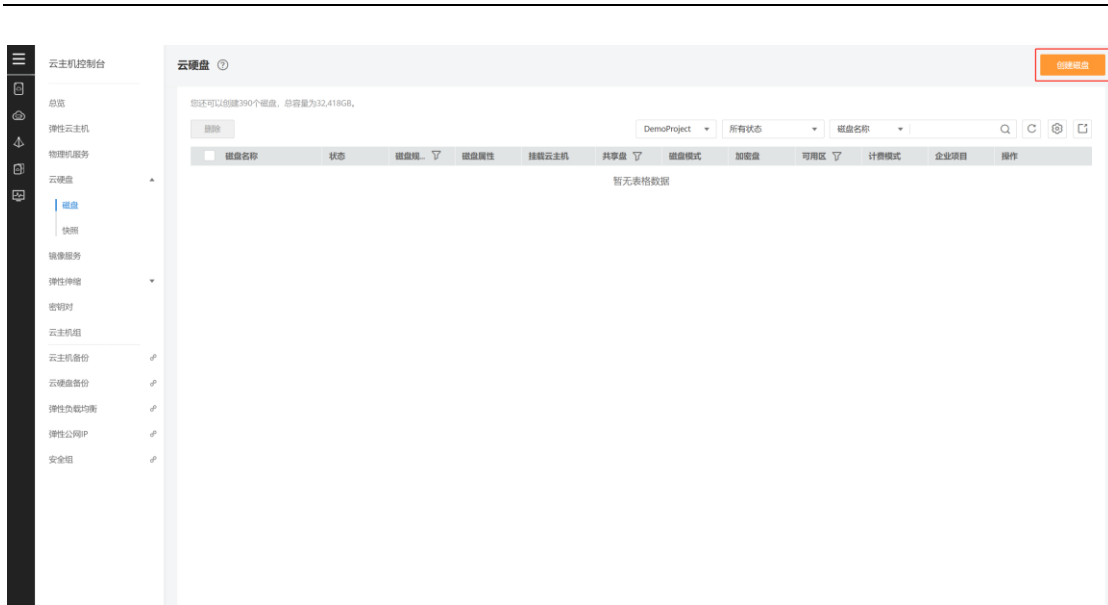 云主机控制台
云硬盘
创建磁盘
总览
弹性云主机
物理机服务
云硬盘
磁盘
快照
镜像服务
弹性伸缩
密钥对
云主机组
云主机备份
云硬盘备份
弹性负载均衡
弹性公网IP
安全组
您还可以创建390个磁盘，总容量为32,418GB。
删除 DemoProject 所有状态 磁盘名称
磁盘名称 状态 磁盘规... 磁盘属性 挂载云主机 共享盘 磁盘模式 加密盘 可用区 计费模式 企业项目 操作
暂无表格数据